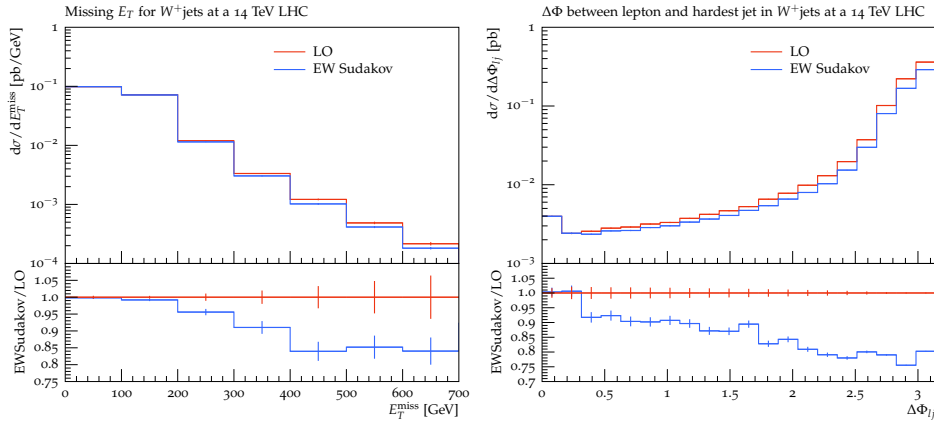 Missing E_T for W⁺jets at a 14 TeV LHC
dσ/dE_T^miss [pb/GeV]
LO
EW Sudakov
1
10⁻¹
10⁻²
10⁻³
10⁻⁴
EWSudakov/LO
1.05
1.0
0.95
0.9
0.85
0.8
0.75
0 100 200 300 400 500 600 700
E_T^miss [GeV]
ΔΦ between lepton and hardest jet in W⁺jets at a 14 TeV LHC
dσ/dΔΦ_lj [pb]
LO
EW Sudakov
1
10⁻¹
10⁻²
10⁻³
EWSudakov/LO
1.05
1.0
0.95
0.9
0.85
0.8
0.75
0.7
0 0.5 1 1.5 2 2.5 3
ΔΦ_lj